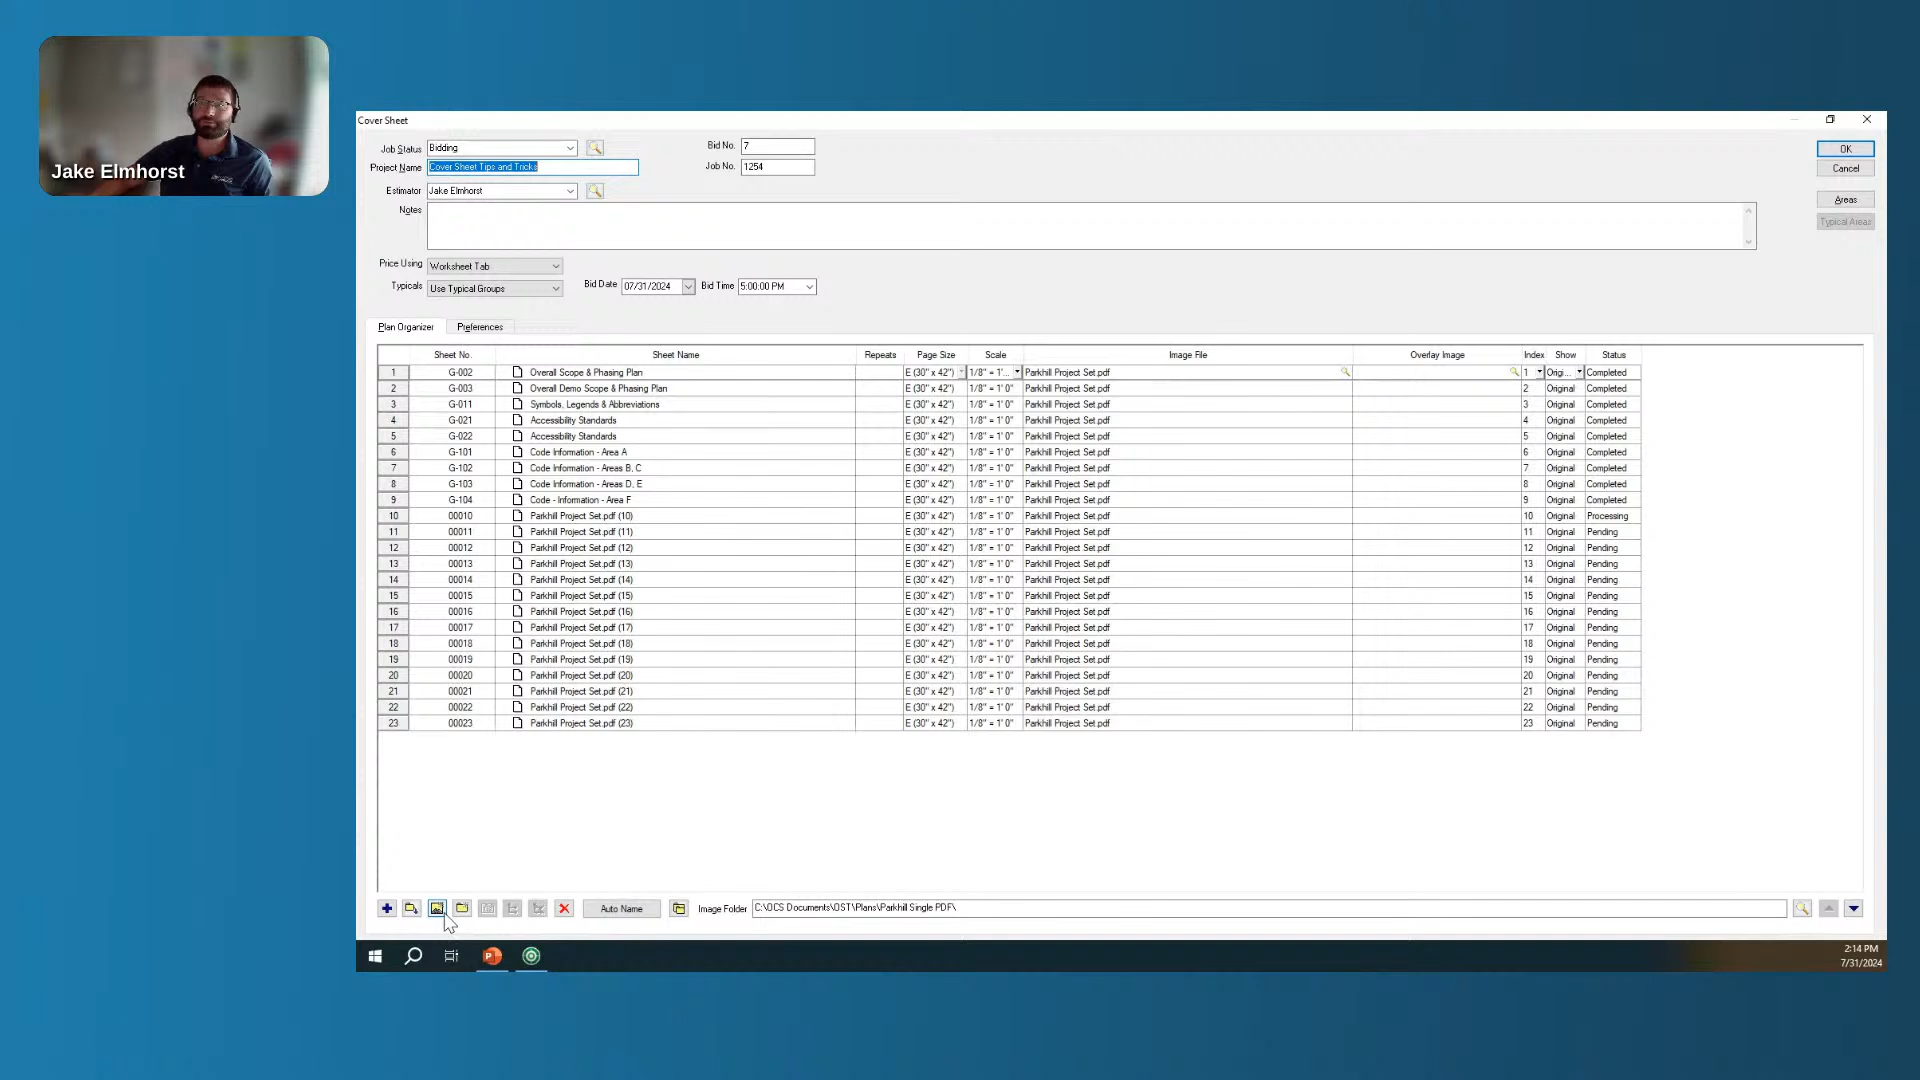 Jake Elmhorst
Cover Sheet
Job Status Bidding Bid No. 7 OK
Project Name Cover Sheet Tips and Tricks Job No. 1254 Cancel
Estimator Jake Elmhorst Areas
Notes Typical Areas
Price Using Worksheet Tab
Typicals Use Typical Groups Bid Date 07/31/2024 Bid Time 5:00:00 PM
Plan Organizer Preferences
Sheet No. Sheet Name Repeats Page Size Scale Image File Overlay Image Index Show Status
1 G-002 Overall Scope & Phasing Plan E (30" x 42") 1/8" = 1'... Parkhill Project Set.pdf 1 Origi... Completed
2 G-003 Overall Demo Scope & Phasing Plan E (30" x 42") 1/8" = 1' 0" Parkhill Project Set.pdf 2 Original Completed
3 G-011 Symbols, Legends & Abbreviations E (30" x 42") 1/8" = 1' 0" Parkhill Project Set.pdf 3 Original Completed
4 G-021 Accessibility Standards E (30" x 42") 1/8" = 1' 0" Parkhill Project Set.pdf 4 Original Completed
5 G-022 Accessibility Standards E (30" x 42") 1/8" = 1' 0" Parkhill Project Set.pdf 5 Original Completed
6 G-101 Code Information - Area A E (30" x 42") 1/8" = 1' 0" Parkhill Project Set.pdf 6 Original Completed
7 G-102 Code Information - Areas B, C E (30" x 42") 1/8" = 1' 0" Parkhill Project Set.pdf 7 Original Completed
8 G-103 Code Information - Areas D, E E (30" x 42") 1/8" = 1' 0" Parkhill Project Set.pdf 8 Original Completed
9 G-104 Code - Information - Area F E (30" x 42") 1/8" = 1' 0" Parkhill Project Set.pdf 9 Original Completed
10 00010 Parkhill Project Set.pdf (10) E (30" x 42") 1/8" = 1' 0" Parkhill Project Set.pdf 10 Original Processing
11 00011 Parkhill Project Set.pdf (11) E (30" x 42") 1/8" = 1' 0" Parkhill Project Set.pdf 11 Original Pending
12 00012 Parkhill Project Set.pdf (12) E (30" x 42") 1/8" = 1' 0" Parkhill Project Set.pdf 12 Original Pending
13 00013 Parkhill Project Set.pdf (13) E (30" x 42") 1/8" = 1' 0" Parkhill Project Set.pdf 13 Original Pending
14 00014 Parkhill Project Set.pdf (14) E (30" x 42") 1/8" = 1' 0" Parkhill Project Set.pdf 14 Original Pending
15 00015 Parkhill Project Set.pdf (15) E (30" x 42") 1/8" = 1' 0" Parkhill Project Set.pdf 15 Original Pending
16 00016 Parkhill Project Set.pdf (16) E (30" x 42") 1/8" = 1' 0" Parkhill Project Set.pdf 16 Original Pending
17 00017 Parkhill Project Set.pdf (17) E (30" x 42") 1/8" = 1' 0" Parkhill Project Set.pdf 17 Original Pending
18 00018 Parkhill Project Set.pdf (18) E (30" x 42") 1/8" = 1' 0" Parkhill Project Set.pdf 18 Original Pending
19 00019 Parkhill Project Set.pdf (19) E (30" x 42") 1/8" = 1' 0" Parkhill Project Set.pdf 19 Original Pending
20 00020 Parkhill Project Set.pdf (20) E (30" x 42") 1/8" = 1' 0" Parkhill Project Set.pdf 20 Original Pending
21 00021 Parkhill Project Set.pdf (21) E (30" x 42") 1/8" = 1' 0" Parkhill Project Set.pdf 21 Original Pending
22 00022 Parkhill Project Set.pdf (22) E (30" x 42") 1/8" = 1' 0" Parkhill Project Set.pdf 22 Original Pending
23 00023 Parkhill Project Set.pdf (23) E (30" x 42") 1/8" = 1' 0" Parkhill Project Set.pdf 23 Original Pending
Auto Name Image Folder C:\OCS Documents\OST\Plans\Parkhill Single PDF\
P 2:14 PM
7/31/2024